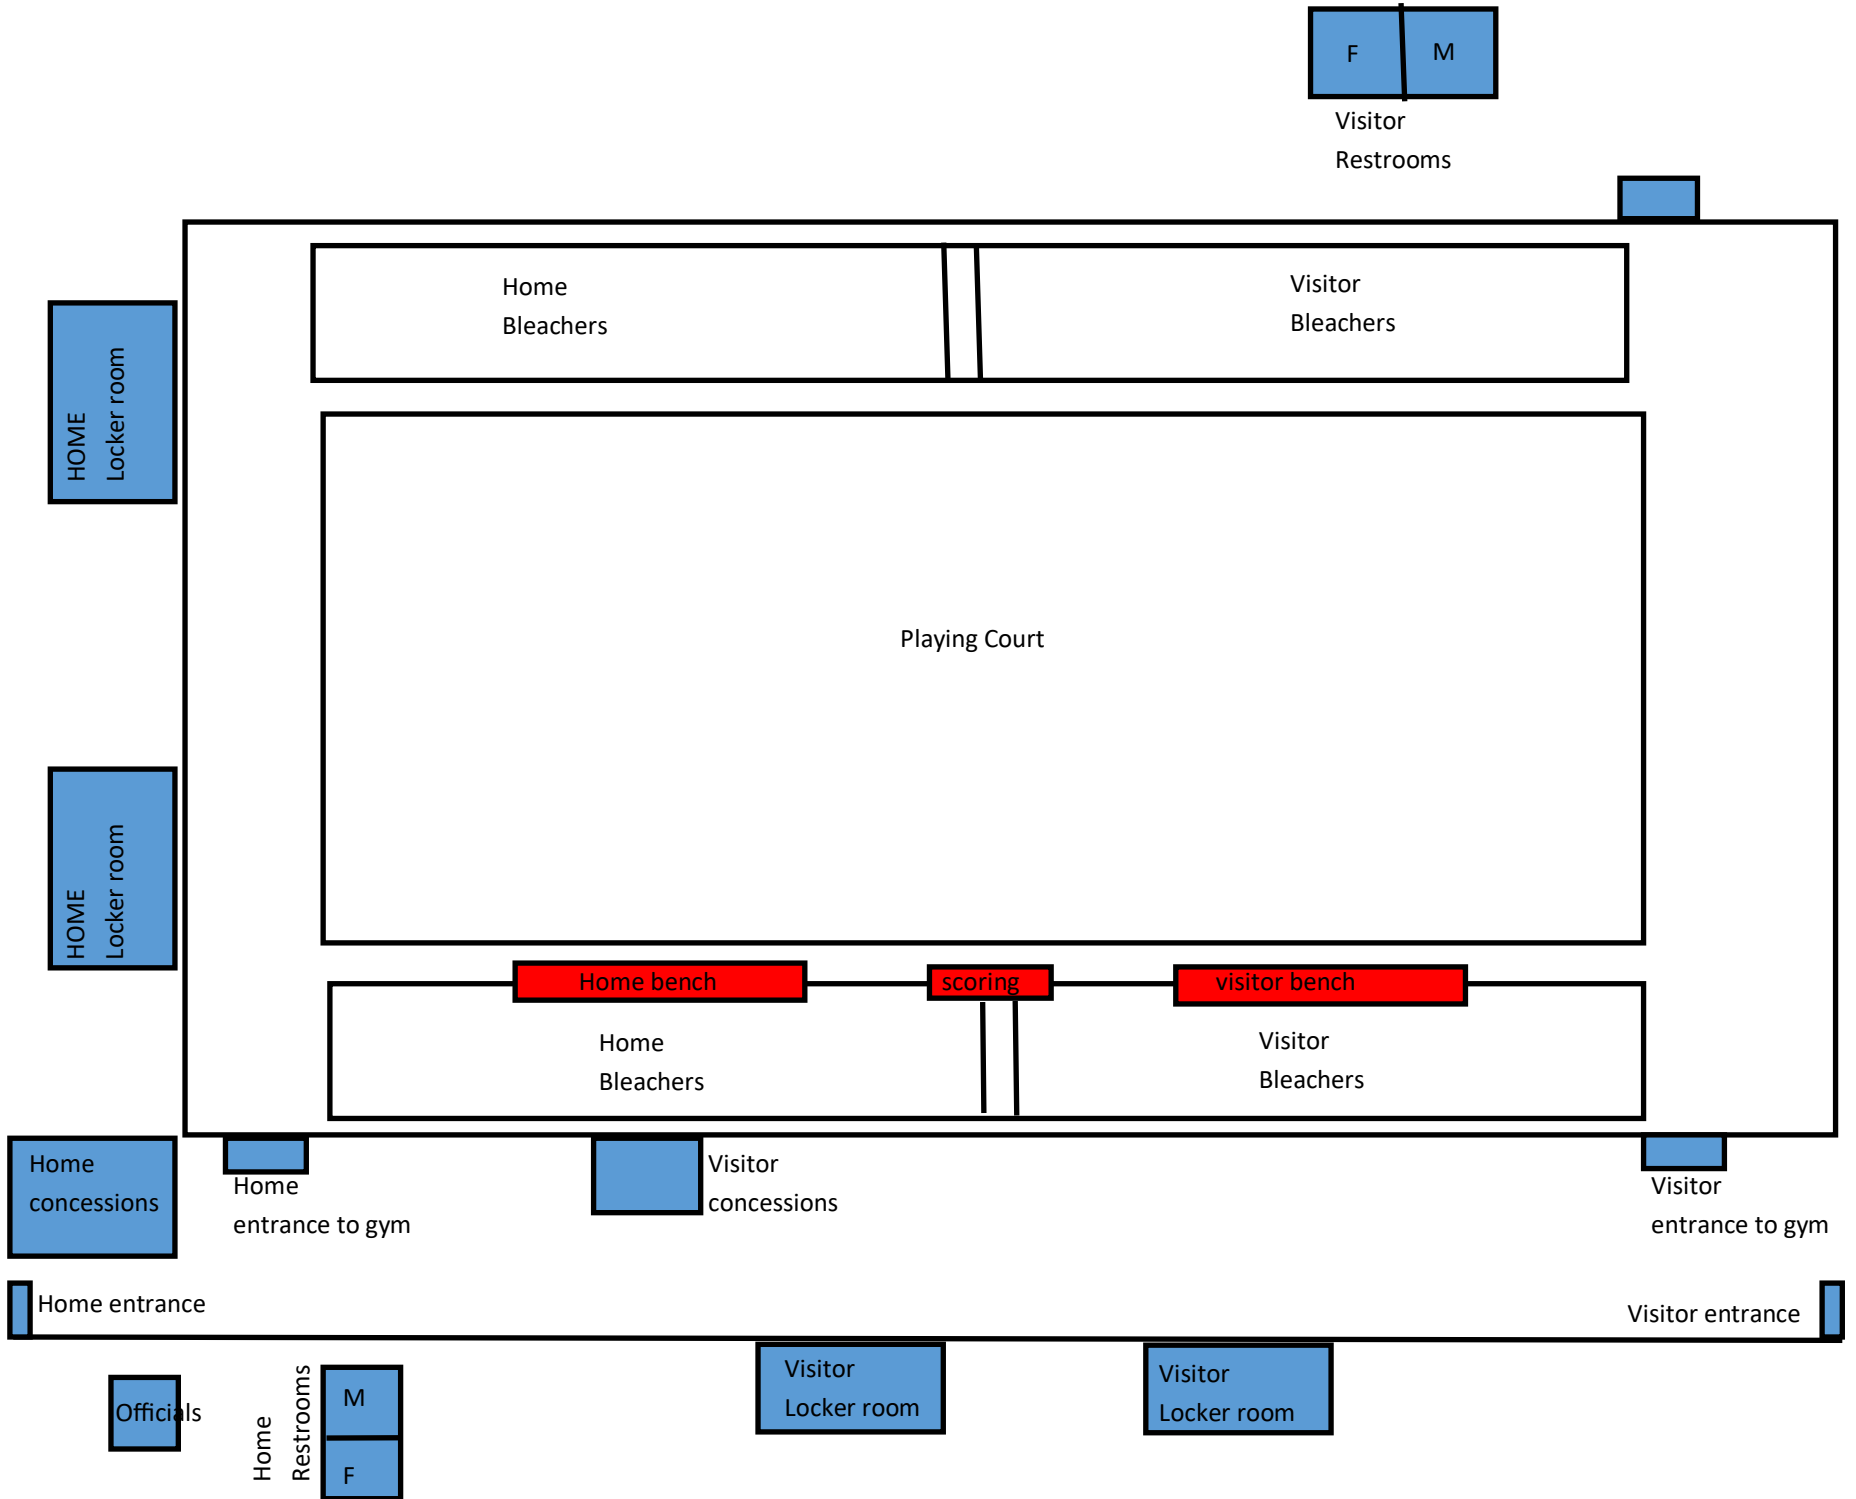 F
M
Visitor
Restrooms
Home
Bleachers
Visitor
Bleachers
HOME
Locker room
Playing Court
HOME
Locker room
Home bench
scoring
visitor bench
Home
Bleachers
Visitor
Bleachers
Home
concessions
Home
entrance to gym
Visitor
concessions
Visitor
entrance to gym
Home entrance
Visitor entrance
Officials
Home
Restrooms
M
F
Visitor
Locker room
Visitor
Locker room